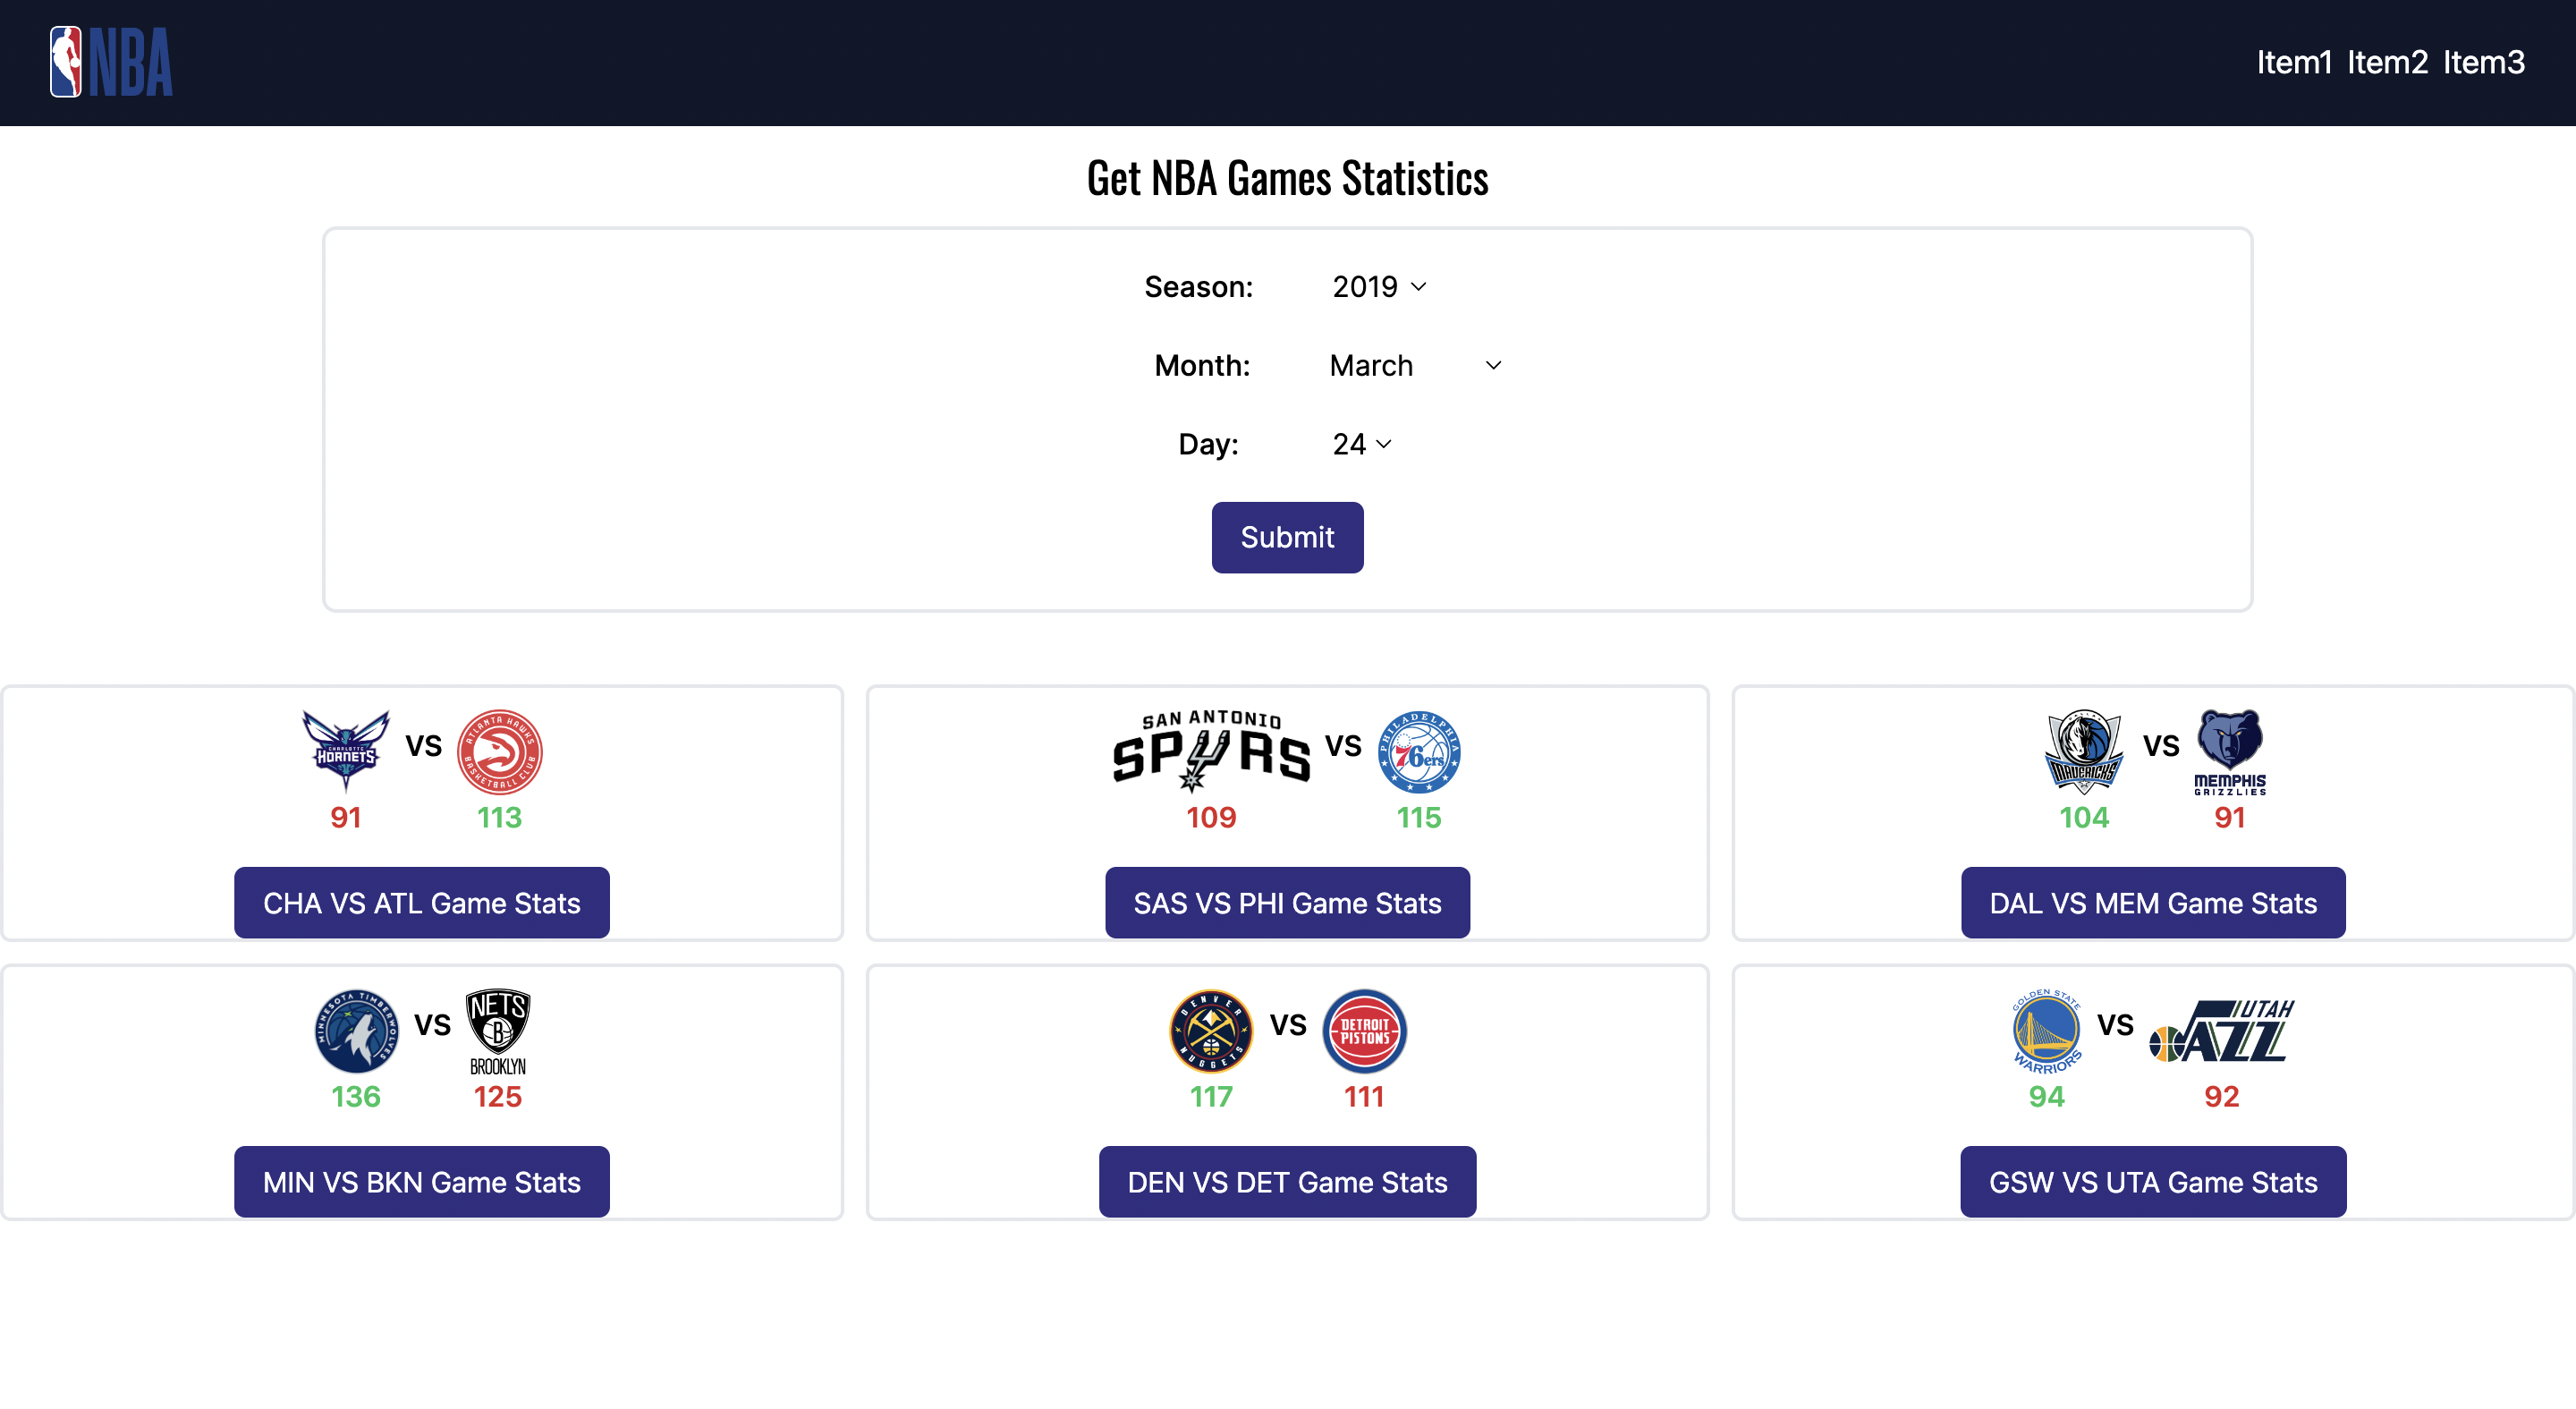 NBA
Item1 Item2 Item3
Get NBA Games Statistics
Season: 2019
Month: March
Day: 24
Submit
CHARLOTTE
HORNETS
VS
ATLANTA HAWKS
BASKETBALL CLUB
91 113
CHA VS ATL Game Stats
SAN ANTONIO
SPURS
VS
PHILADELPHIA
76ers
109 115
SAS VS PHI Game Stats
MAVERICKS
VS
MEMPHIS
GRIZZLIES
104 91
DAL VS MEM Game Stats
MINNESOTA TIMBERWOLVES
VS
NETS
B
BROOKLYN
136 125
MIN VS BKN Game Stats
DENVER
NUGGETS
VS
DETROIT
PISTONS
117 111
DEN VS DET Game Stats
GOLDEN STATE
WARRIORS
VS
UTAH
JAZZ
94 92
GSW VS UTA Game Stats